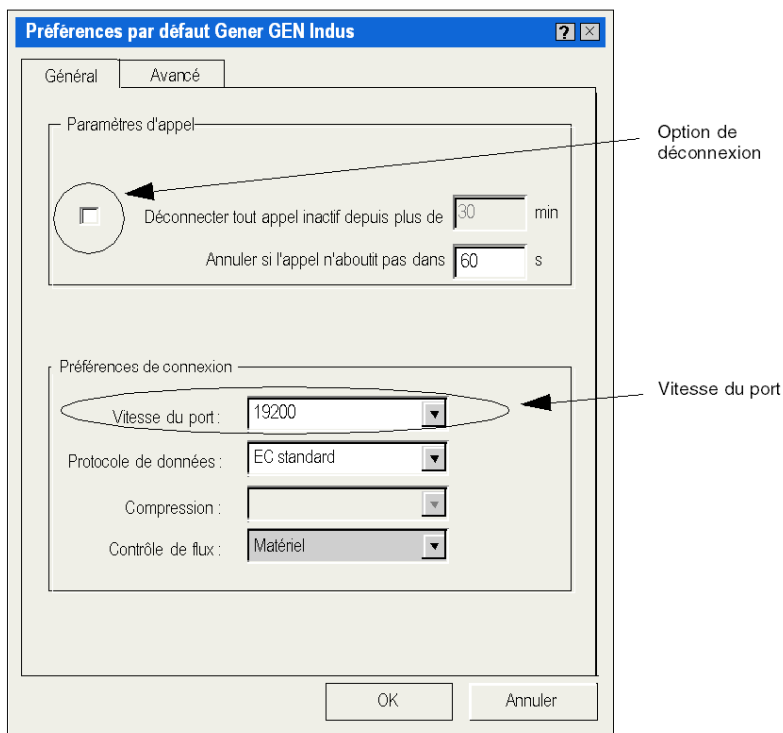 Préférences par défaut Gener GEN Indus
Général
Avancé
Paramètres d'appel
Option de
déconnexion
Déconnecter tout appel inactif depuis plus de 30 min
Annuler si l'appel n'aboutit pas dans 60 s
Préférences de connexion
Vitesse du port
Vitesse du port : 19200
Protocole de données : EC standard
Compression :
Contrôle de flux : Matériel
OK
Annuler